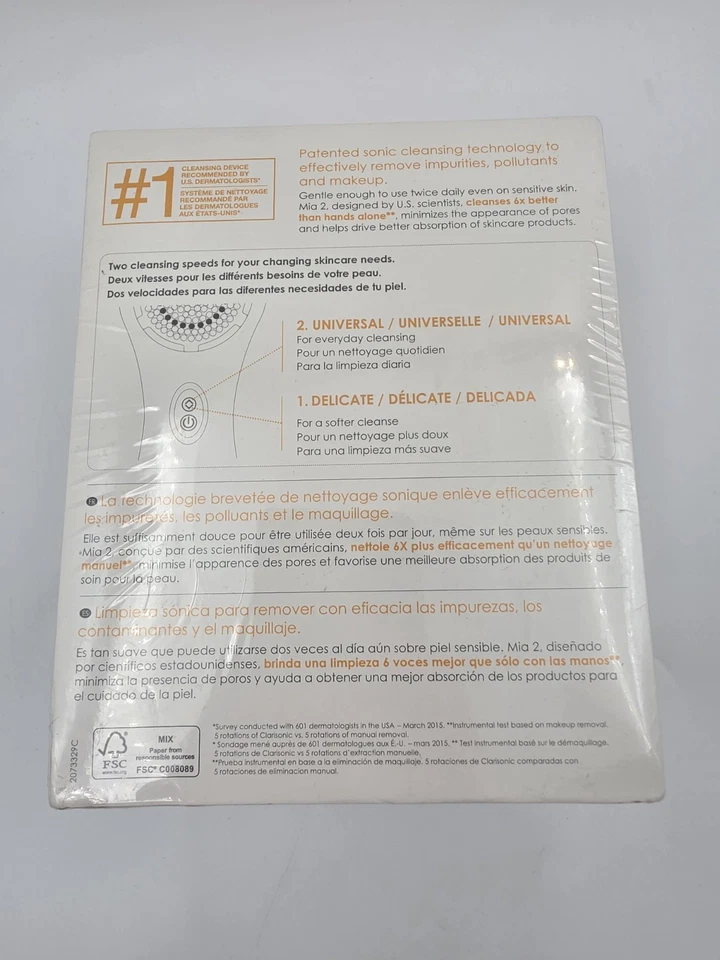 #1
CLEANSING DEVICE
RECOMMENDED BY
U.S. DERMATOLOGISTS*
SYSTÈME DE NETTOYAGE
RECOMMANDÉ PAR
LES DERMATOLOGUES
AUX ÉTATS-UNIS*
Patented sonic cleansing technology to
effectively remove impurities, pollutants
and makeup.
Gentle enough to use twice daily even on sensitive skin.
Mia 2, designed by U.S. scientists, cleanses 6x better
than hands alone**, minimizes the appearance of pores
and helps drive better absorption of skincare products.
Two cleansing speeds for your changing skincare needs.
Deux vitesses pour les différents besoins de votre peau.
Dos velocidades para las diferentes necesidades de tu piel.
2. UNIVERSAL / UNIVERSELLE / UNIVERSAL
For everyday cleansing
Pour un nettoyage quotidien
Para la limpieza diaria
1. DELICATE / DÉLICATE / DELICADA
For a softer cleanse
Pour un nettoyage plus doux
Para una limpieza más suave
FR La technologie brevetée de nettoyage sonique enlève efficacement
les impuretés, les polluants et le maquillage.
Elle est suffisamment douce pour être utilisée deux fois par jour, même sur les peaux sensibles.
Mia 2, conçue par des scientifiques américains, nettoie 6X plus efficacement qu'un nettoyage
manuel** minimise l'apparence des pores et favorise une meilleure absorption des produits de
soin pour la peau.
ES Limpieza sónica para remover con eficacia las impurezas, los
contaminantes y el maquillaje.
Es tan suave que puede utilizarse dos veces al día aún sobre piel sensible. Mia 2, diseñado
por científicos estadounidenses, brinda una limpieza 6 voces mejor que sólo con las manos**,
minimiza la presencia de poros y ayuda a obtener una mejor absorción de los productos para
el cuidado de la piel.
2073329C
FSC
www.fsc.org
MIX
Paper from
responsible sources
FSC® C008089
*Survey conducted with 601 dermatologists in the USA – March 2015. **Instrumental test based on makeup removal.
5 rotations of Clarisonic vs. 5 rotations of manual removal.
* Sondage mené auprès de 601 dermatologues aux É.-U. – mars 2015. ** Test instrumental basé sur le démaquillage.
5 rotations de Clarisonic vs 5 rotations d'extraction manuelle.
**Prueba instrumental en base a la eliminación de maquillaje. 5 rotaciones de Clarisonic comparadas con
5 rotaciones de eliminacion manual.